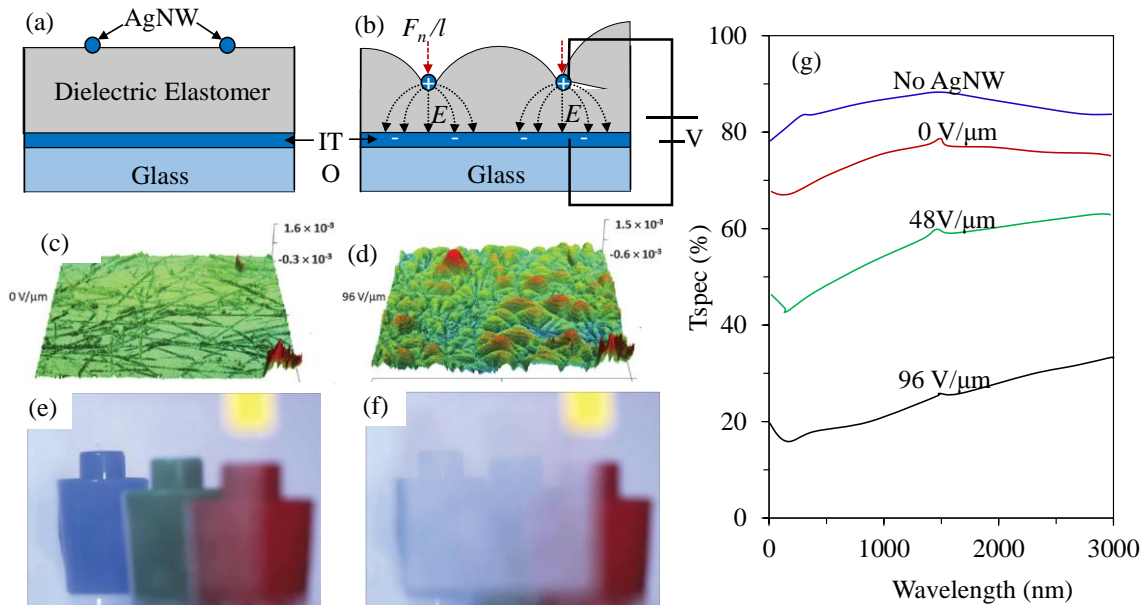 (a)
AgNW
Dielectric Elastomer
Glass
IT
O
(b)
Fn/l
+
+
E
E
- - - -
V
Glass
(c)
0 V/μm
1.6 × 10⁻³
-0.3 × 10⁻³
(d)
96 V/μm
1.5 × 10⁻³
-0.6 × 10⁻³
(e)
(f)
(g)
Tspec (%)
100
80
60
40
20
0
No AgNW
0 V/μm
48V/μm
96 V/μm
0 1000 2000 3000
Wavelength (nm)